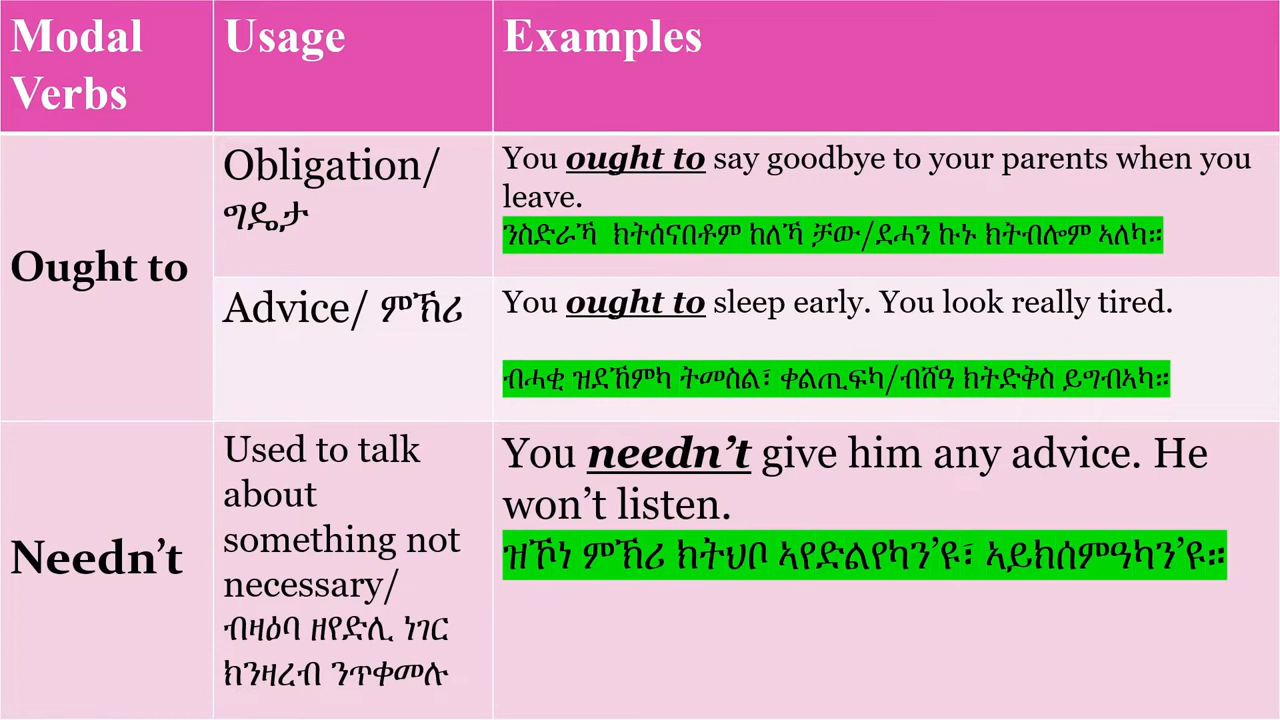 Modal
Verbs
Usage
Examples
Ought to
Obligation/
ግዴታ
You ought to say goodbye to your parents when you
leave.
ንስድራኻ ክትሰናበቶም ከለኻ ቻው/ደሓን ኩኑ ክትብሎም ኣለካ።
Advice/ ምኽሪ
You ought to sleep early. You look really tired.
ብሓቂ ዝደኸምካ ትመስል፣ ቀልጢፍካ/ብሸዓ ክትድቅስ ይግብኣካ።
Needn’t
Used to talk
about
something not
necessary/
ብዛዕባ ዘየድሊ ነገር
ክንዛረብ ንጥቀመሉ
You needn’t give him any advice. He
won’t listen.
ዝኾነ ምኽሪ ክትህቦ ኣየድልየካን’ዩ፣ ኣይክሰምዓካን’ዩ።